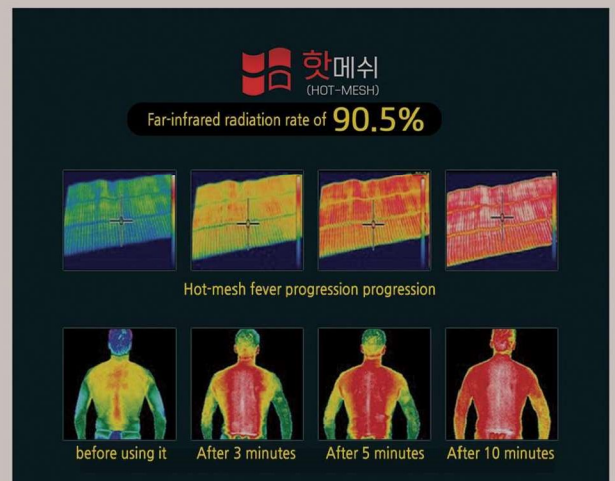 핫메쉬
(HOT-MESH)
Far-infrared radiation rate of 90.5%
Hot-mesh fever progression progression
before using it
After 3 minutes
After 5 minutes
After 10 minutes